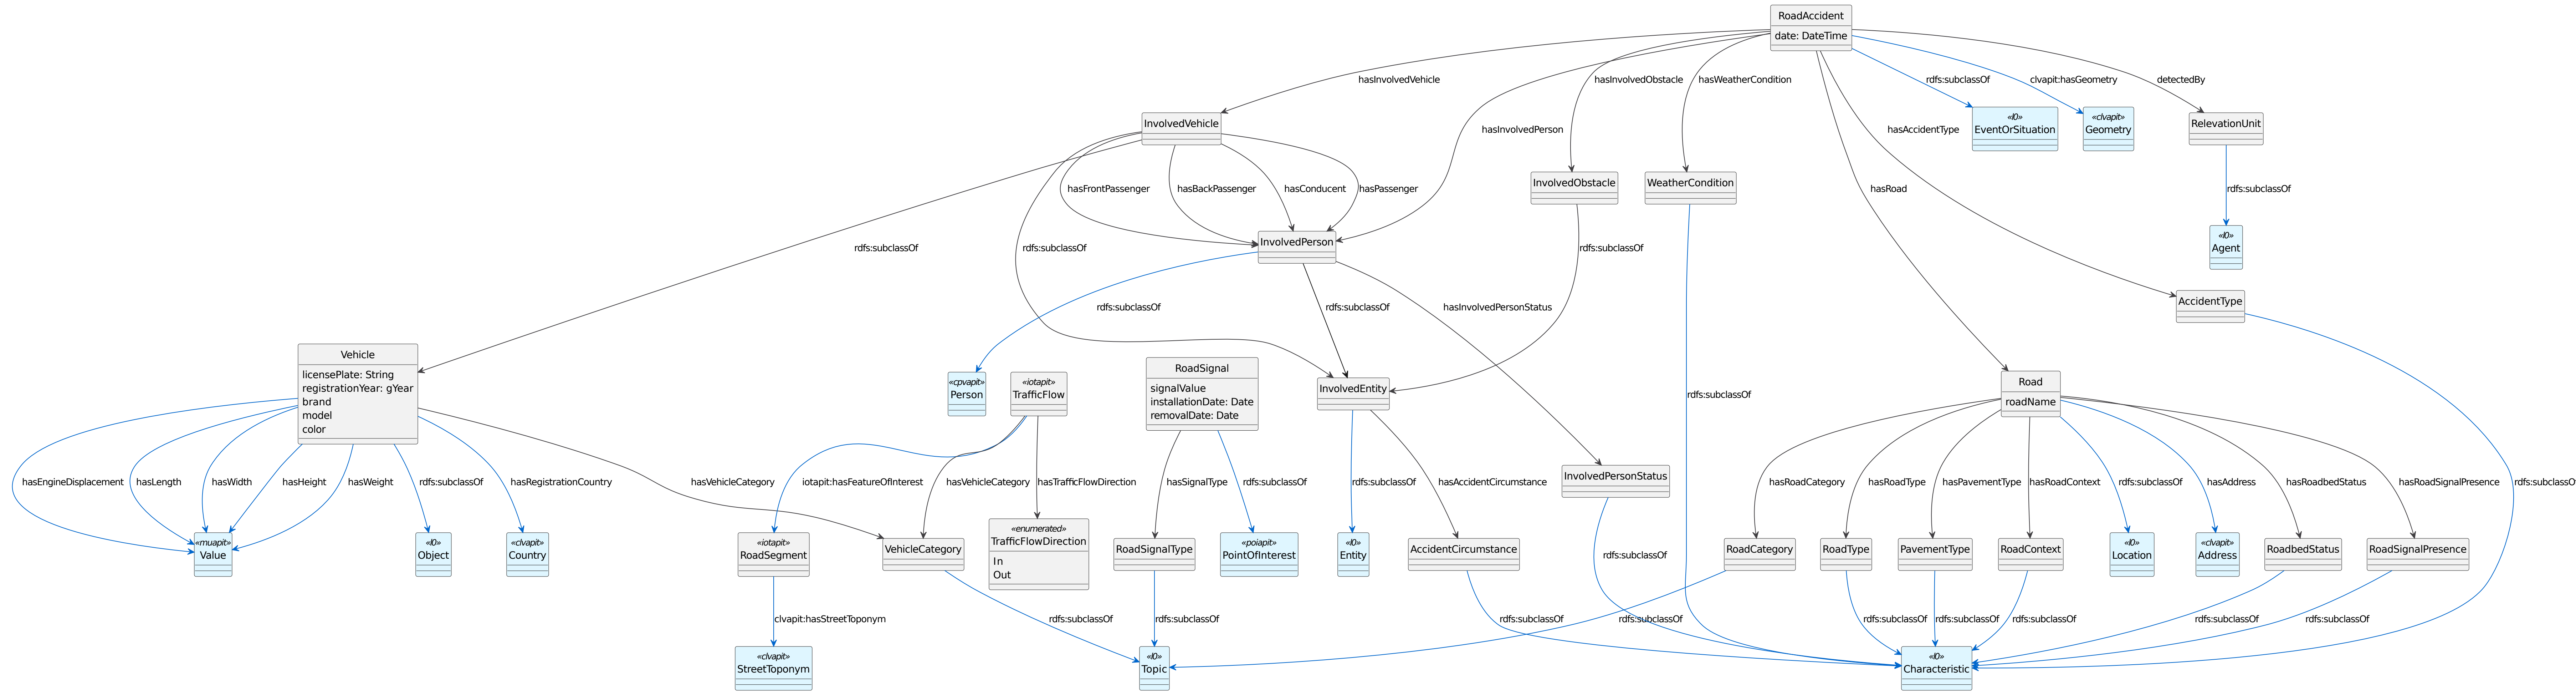 RoadAccident
date: DateTime
hasInvolvedVehicle
hasInvolvedObstacle
hasWeatherCondition
rdfs:subclassOf
clvapit:hasGeometry
detectedBy
InvolvedVehicle
hasInvolvedPerson
hasAccidentType
«l0»
EventOrSituation
«clvapit»
Geometry
RelevationUnit
hasFrontPassenger
hasBackPassenger
hasConducent
hasPassenger
InvolvedObstacle
WeatherCondition
hasRoad
rdfs:subclassOf
rdfs:subclassOf
rdfs:subclassOf
InvolvedPerson
rdfs:subclassOf
«l0»
Agent
rdfs:subclassOf
rdfs:subclassOf
hasInvolvedPersonStatus
AccidentType
Vehicle
licensePlate: String
registrationYear: gYear
brand
model
color
«cpvapit»
Person
«iotapit»
TrafficFlow
RoadSignal
signalValue
installationDate: Date
removalDate: Date
InvolvedEntity
rdfs:subclassOf
Road
roadName
hasEngineDisplacement
hasLength
hasWidth
hasHeight
hasWeight
rdfs:subclassOf
hasRegistrationCountry
hasVehicleCategory
iotapit:hasFeatureOfInterest
hasVehicleCategory
hasTrafficFlowDirection
hasSignalType
rdfs:subclassOf
rdfs:subclassOf
hasAccidentCircumstance
InvolvedPersonStatus
hasRoadCategory
hasRoadType
hasPavementType
hasRoadContext
rdfs:subclassOf
hasAddress
hasRoadbedStatus
hasRoadSignalPresence
rdfs:subclassOf
«muapit»
Value
«l0»
Object
«clvapit»
Country
«iotapit»
RoadSegment
VehicleCategory
«enumerated»
TrafficFlowDirection
In
Out
RoadSignalType
«poiapit»
PointOfInterest
«l0»
Entity
AccidentCircumstance
rdfs:subclassOf
RoadCategory
RoadType
PavementType
RoadContext
«l0»
Location
«clvapit»
Address
RoadbedStatus
RoadSignalPresence
clvapit:hasStreetToponym
rdfs:subclassOf
rdfs:subclassOf
rdfs:subclassOf
rdfs:subclassOf
rdfs:subclassOf
rdfs:subclassOf
rdfs:subclassOf
rdfs:subclassOf
rdfs:subclassOf
«clvapit»
StreetToponym
«l0»
Topic
«l0»
Characteristic